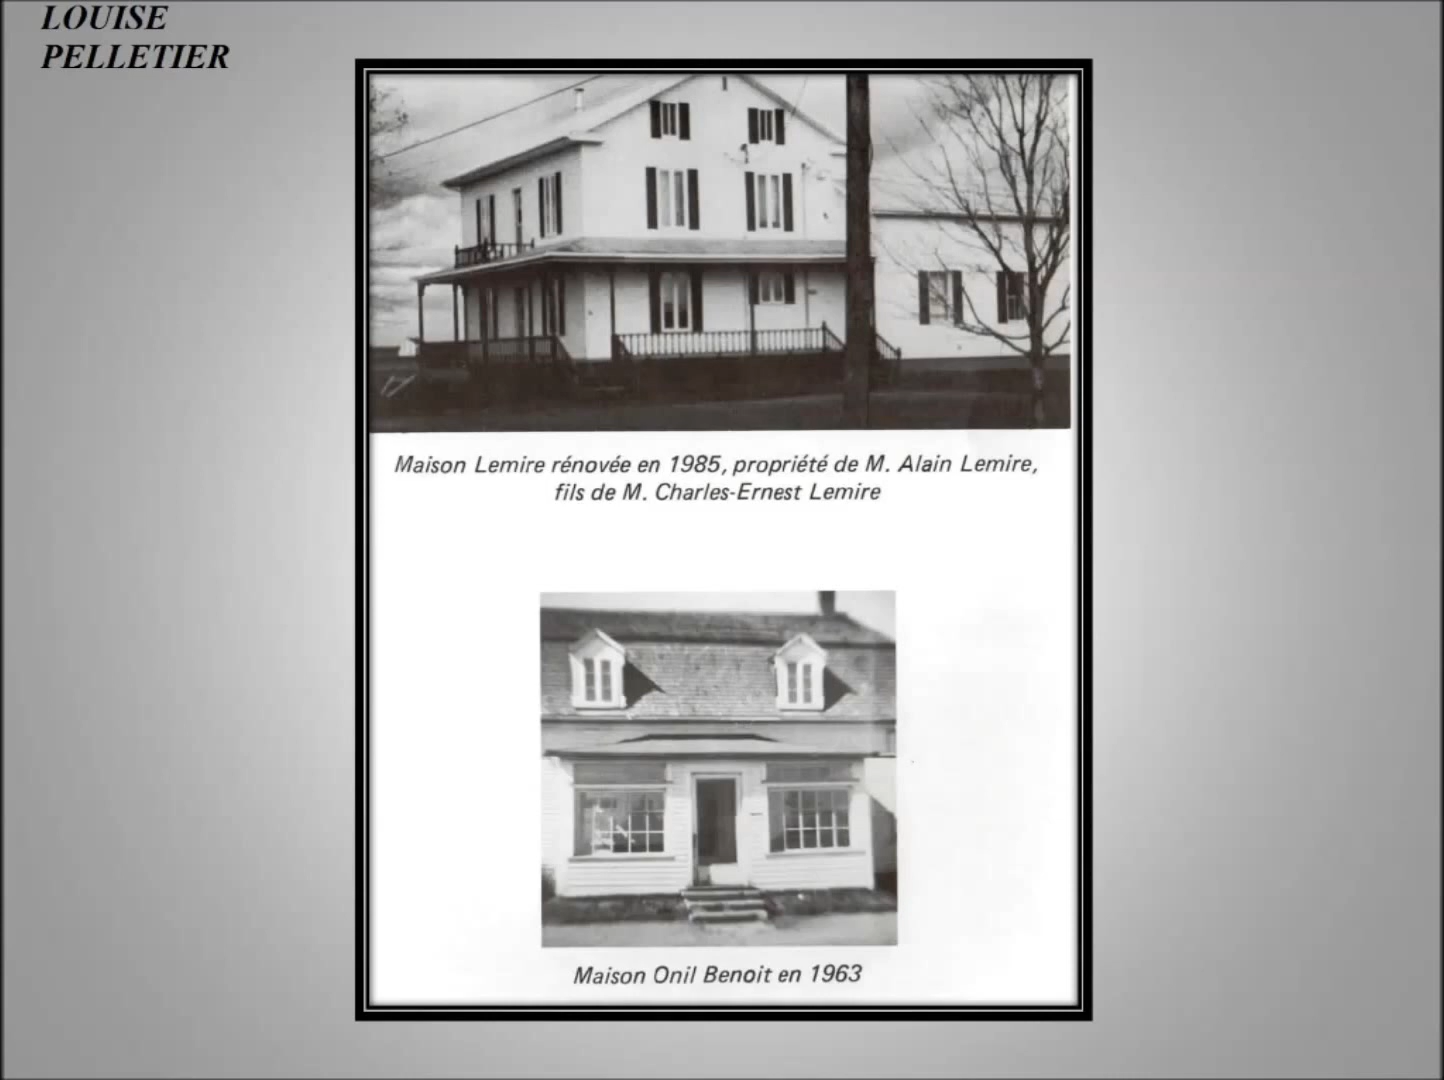 LOUISE
PELLETIER
Maison Lemire rénovée en 1985, propriété de M. Alain Lemire,
fils de M. Charles-Ernest Lemire
Maison Onil Benoit en 1963